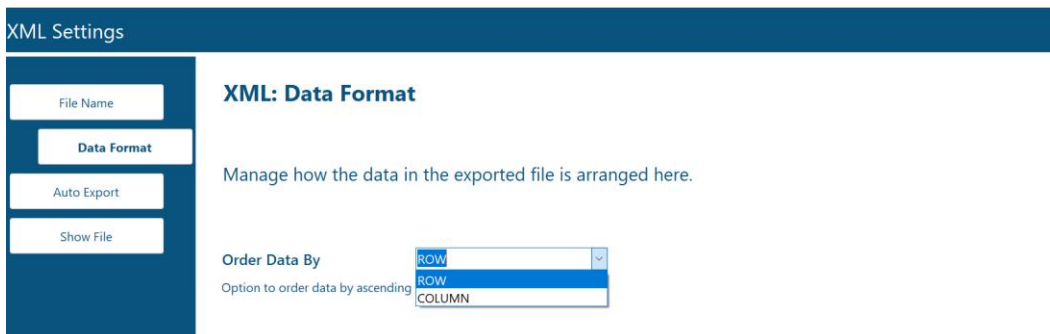 XML Settings
File Name
Data Format
Auto Export
Show File
XML: Data Format
Manage how the data in the exported file is arranged here.
Order Data By ROW
Option to order data by ascending ROW
COLUMN